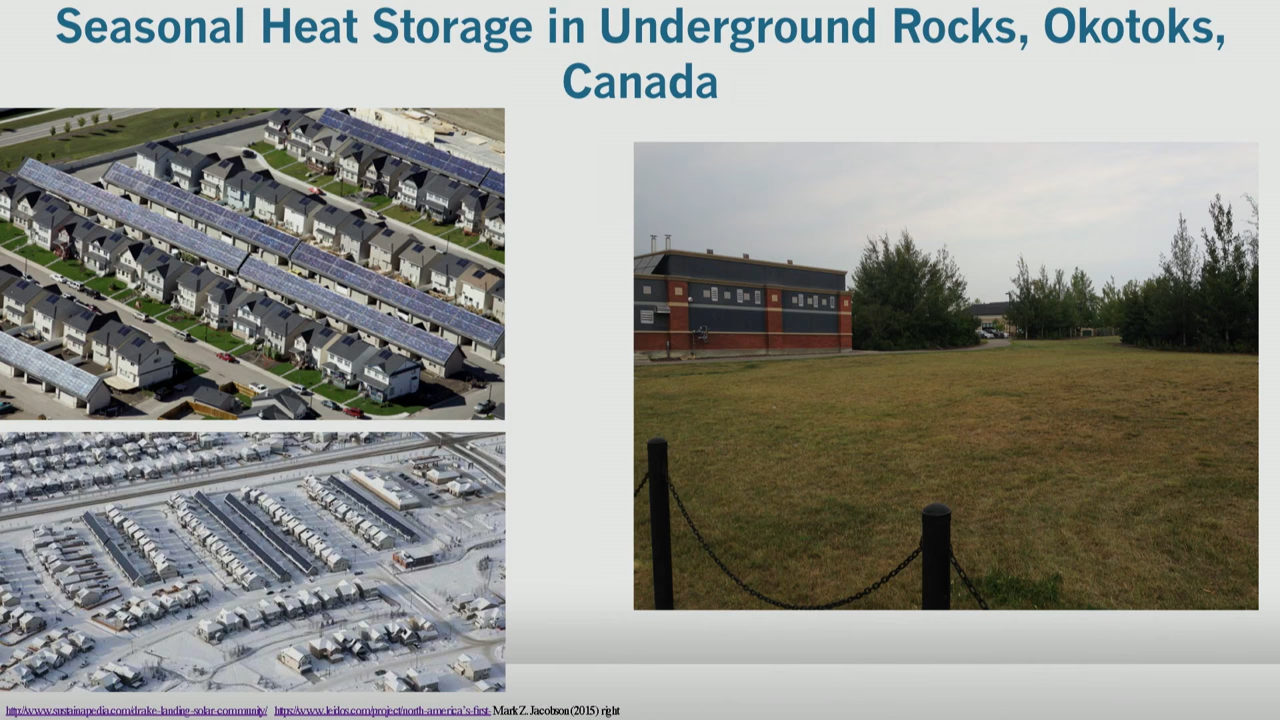 Seasonal Heat Storage in Underground Rocks, Okotoks,
Canada
http://www.sustainapedia.com/drake-landing-solar-community/ https://www.leidos.com/project/north-america's-first- Mark Z. Jacobson (2015) right